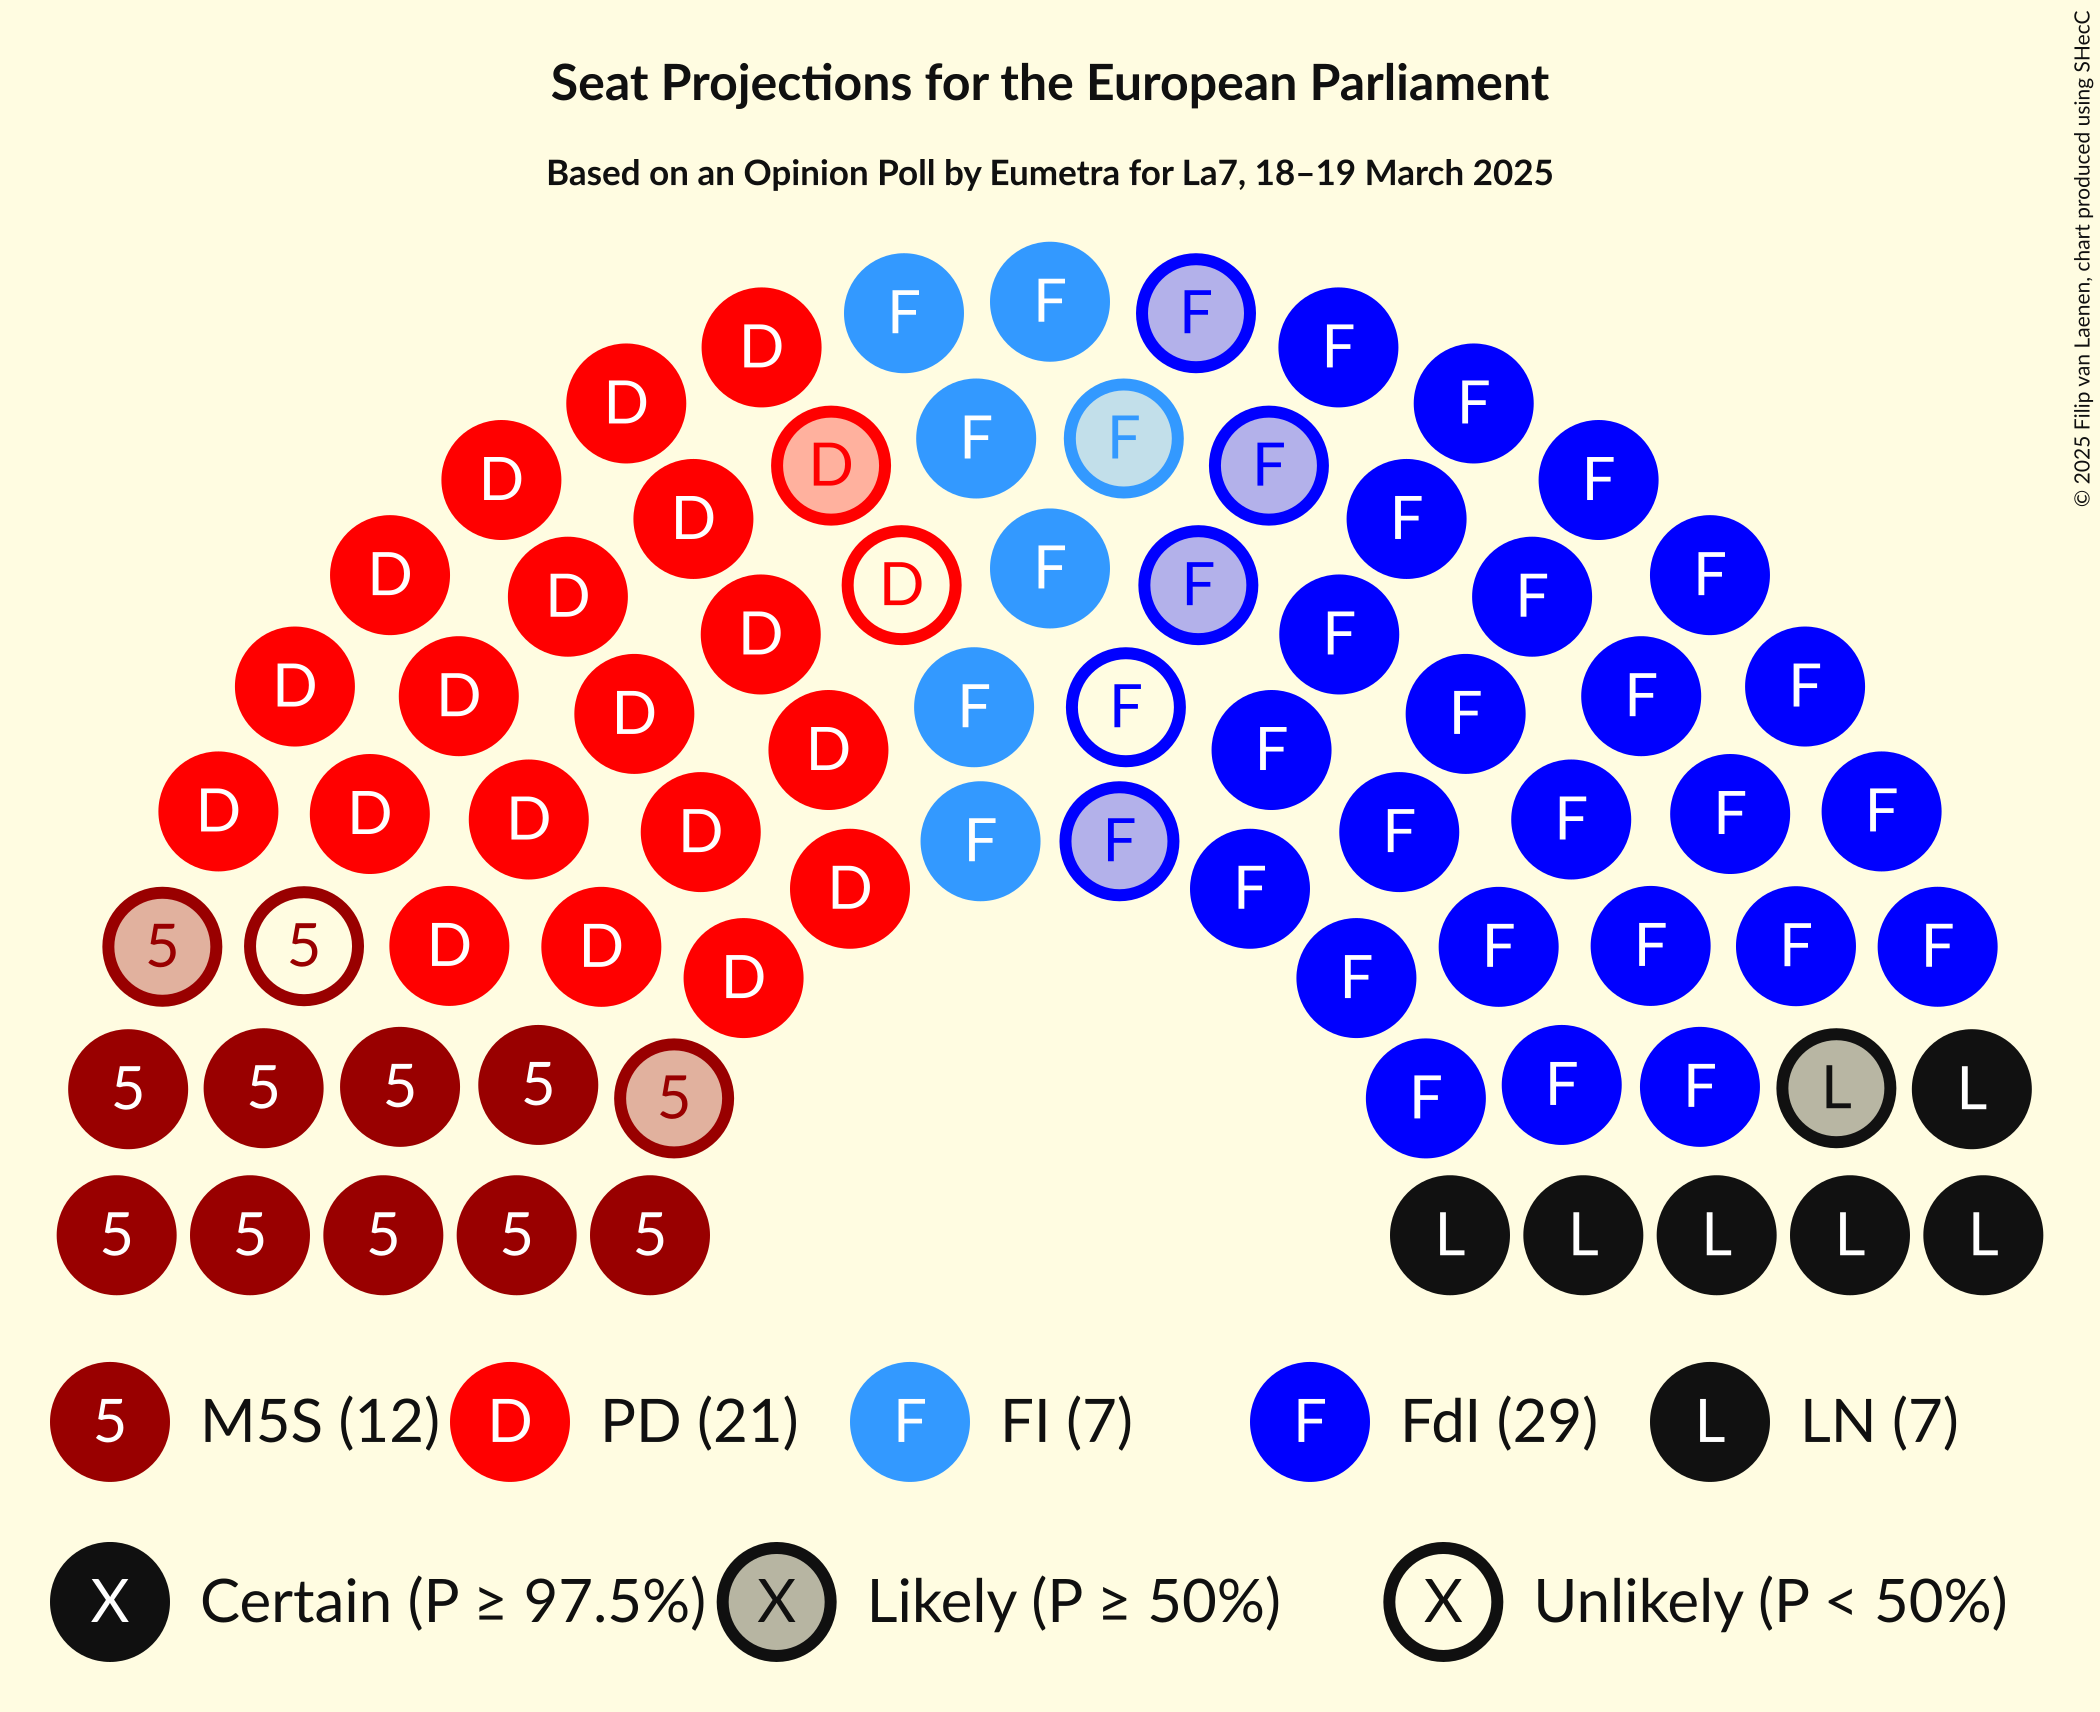 Seat Projections for the European Parliament
Based on an Opinion Poll by Eumetra for La7, 18–19 March 2025
© 2025 Filip van Laenen, chart produced using SHecC
F
F F
D F
D F F F F
D D F
D F
D F D F
D F
D D F F
D F
D D D F F F
D F F F
D D D F F F
D F F F
D D
F F
5 5 D D F F F F
D F
5 5 5 5 5 F F F L L
5 5 5 5 5 L L L L L
5 M5S (12) D PD (21) F FI (7) F FdI (29) L LN (7)
X Certain (P ≥ 97.5%) X Likely (P ≥ 50%) X Unlikely (P < 50%)